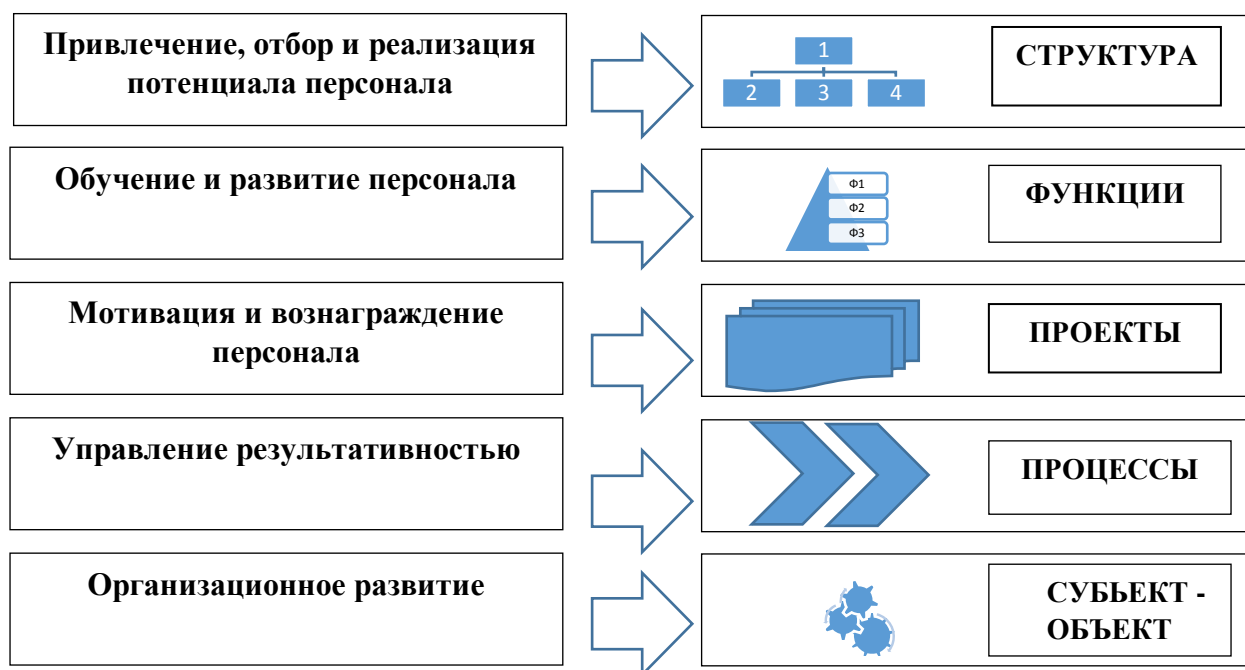 Привлечение, отбор и реализация
потенциала персонала
1
2 3 4
СТРУКТУРА
Обучение и развитие персонала
Ф1
Ф2
Ф3
ФУНКЦИИ
Мотивация и вознаграждение
персонала
ПРОЕКТЫ
Управление результативностью
ПРОЦЕССЫ
Организационное развитие
СУБЬЕКТ -
ОБЪЕКТ